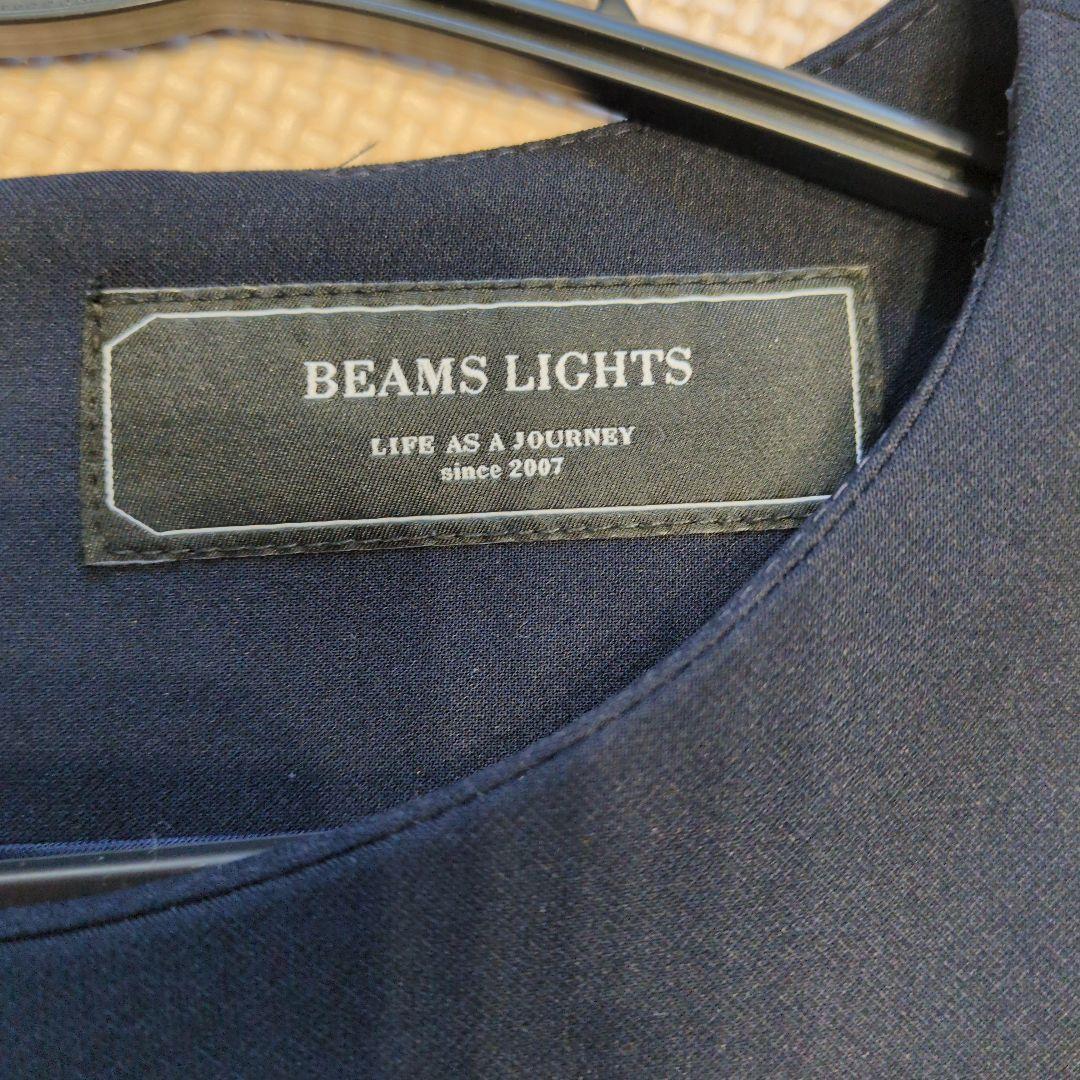 BEAMS LIGHTS
LIFE AS A JOURNEY
since 2007